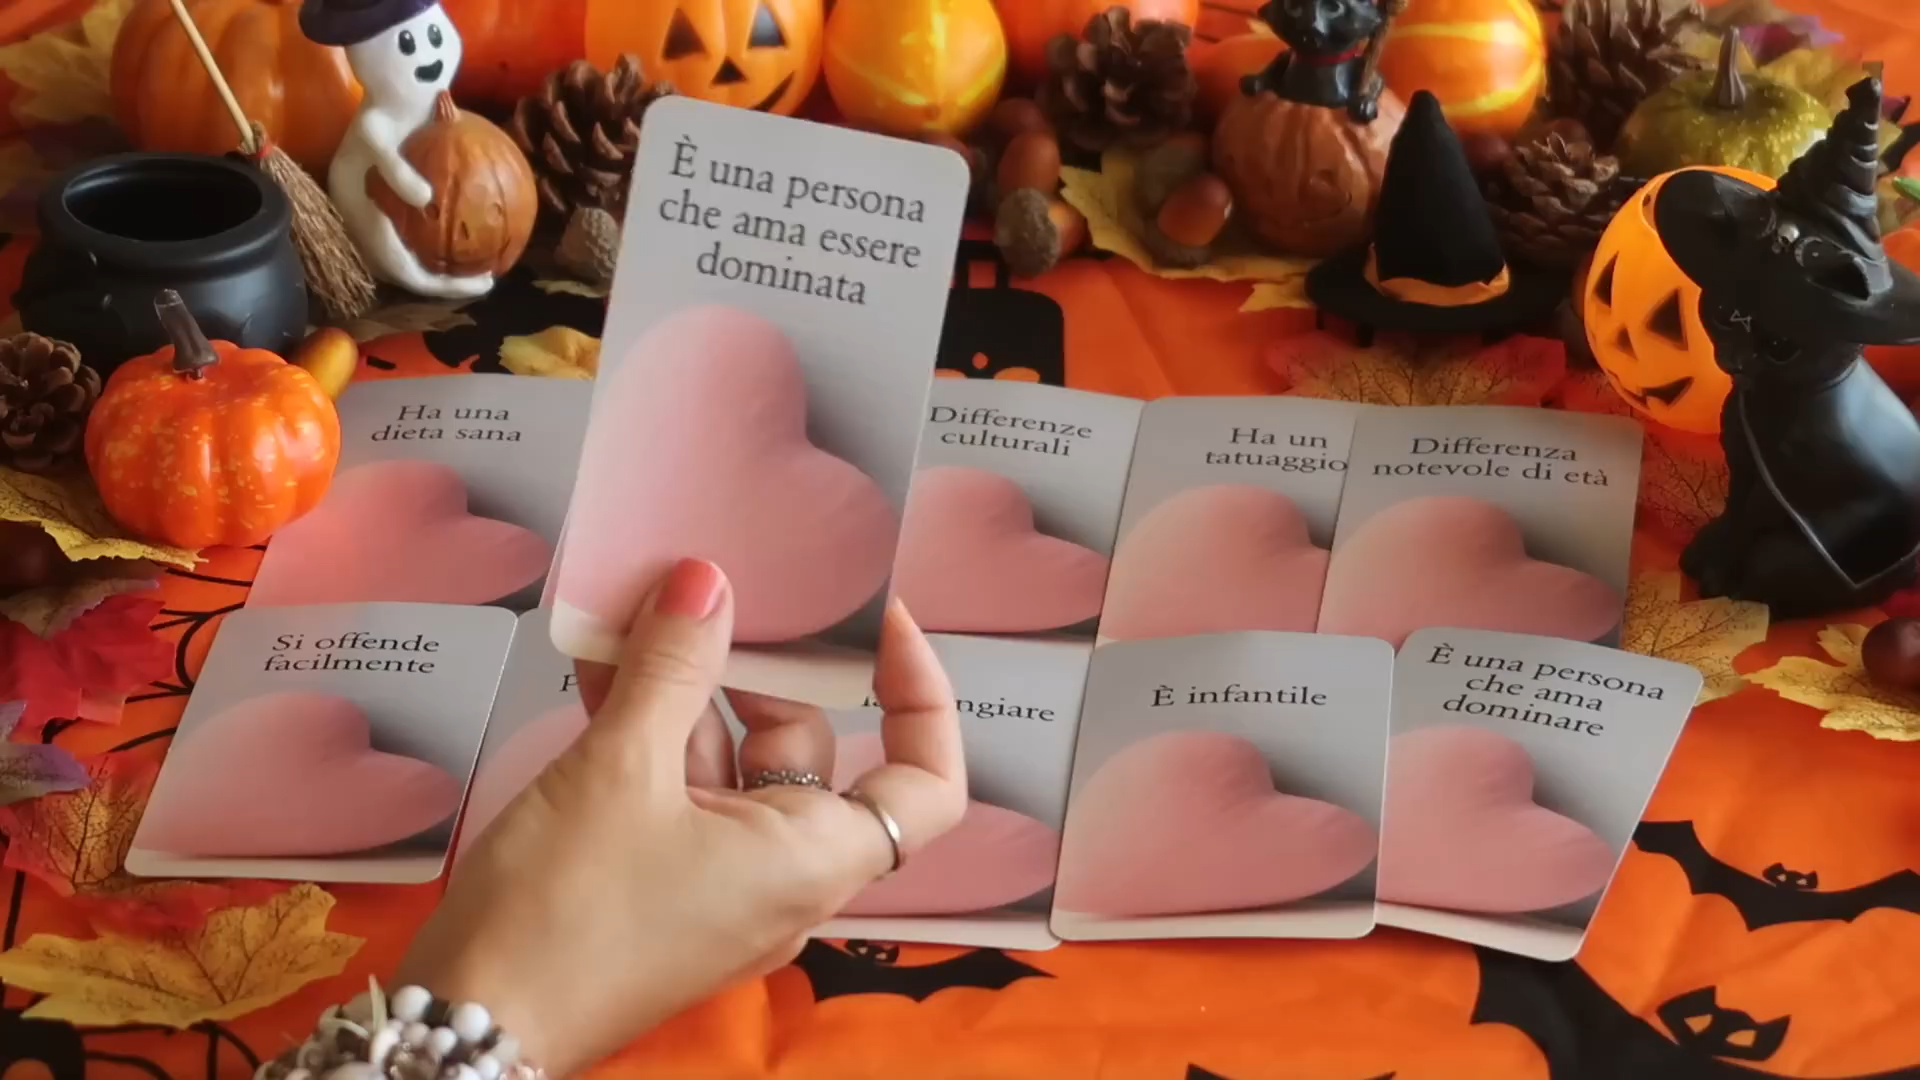 È una persona
che ama essere
dominata
Ha una
dieta sana
Differenze
culturali
Ha un
tatuaggio
Differenza
notevole di età
Si offende
facilmente
È infantile
È una persona
che ama
dominare